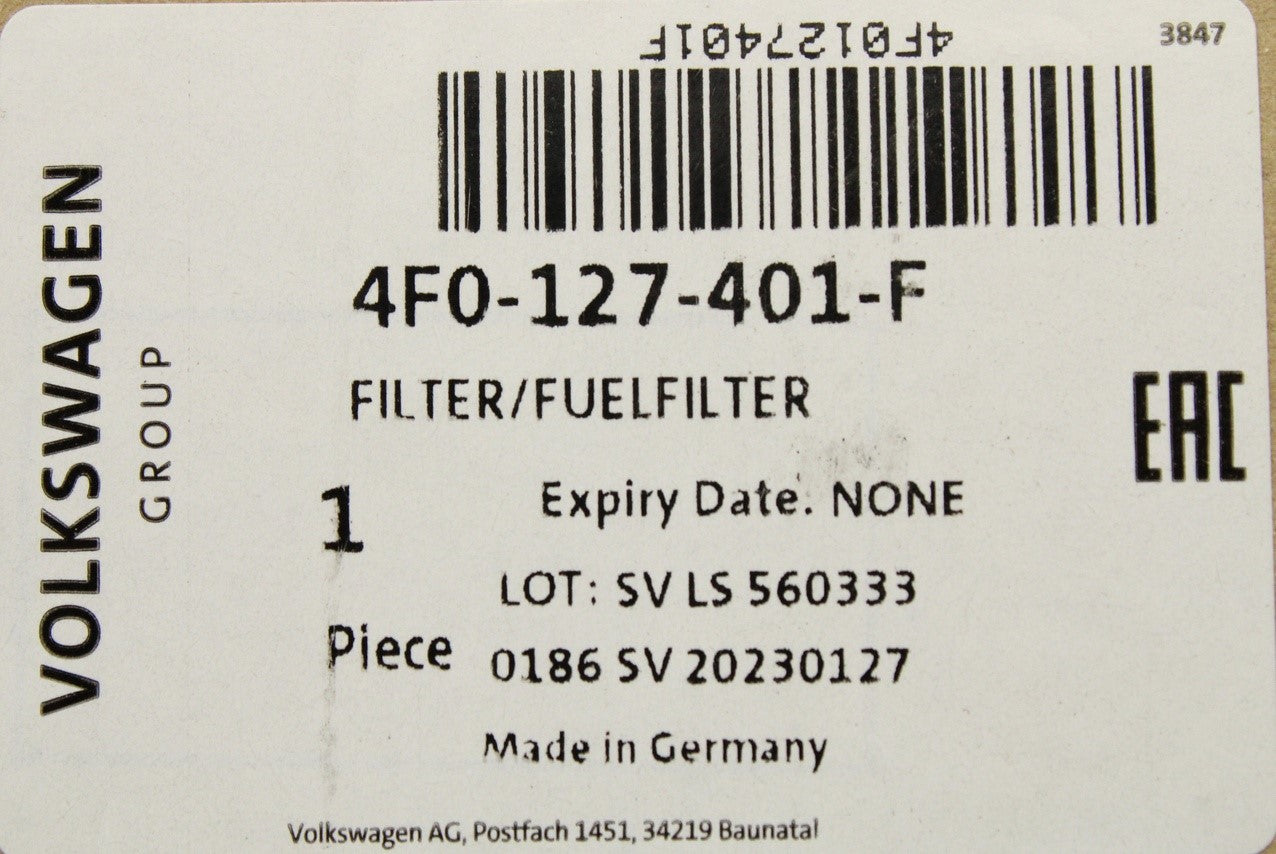 4F0127401F
3847
VOLKSWAGEN
GROUP
4F0-127-401-F
FILTER/FUELFILTER
EAC
1
Expiry Date: NONE
LOT: SV LS 560333
Piece
0186 SV 20230127
Made in Germany
Volkswagen AG, Postfach 1451, 34219 Baunatal